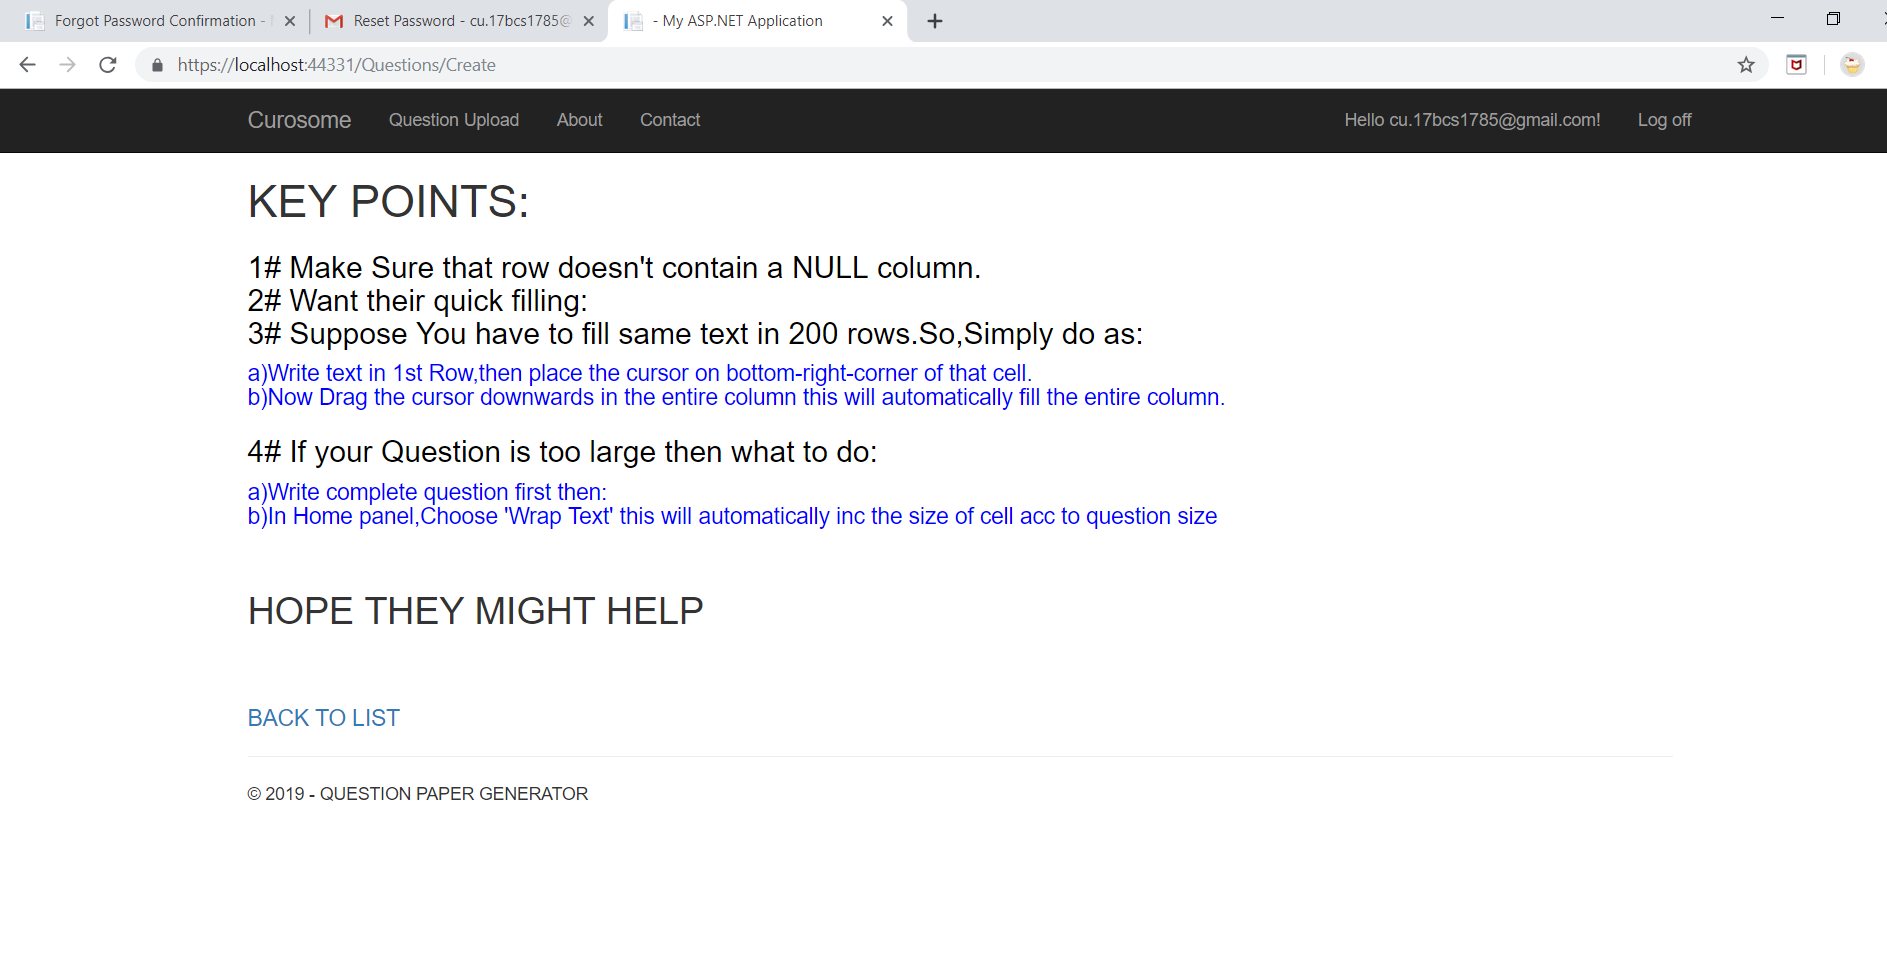 Forgot Password Confirmation -
Reset Password - cu.17bcs1785@
- My ASP.NET Application
https://localhost:44331/Questions/Create
Curosome Question Upload About Contact Hello cu.17bcs1785@gmail.com! Log off
KEY POINTS:
1# Make Sure that row doesn't contain a NULL column.
2# Want their quick filling:
3# Suppose You have to fill same text in 200 rows.So,Simply do as:
a)Write text in 1st Row,then place the cursor on bottom-right-corner of that cell.
b)Now Drag the cursor downwards in the entire column this will automatically fill the entire column.
4# If your Question is too large then what to do:
a)Write complete question first then:
b)In Home panel,Choose 'Wrap Text' this will automatically inc the size of cell acc to question size
HOPE THEY MIGHT HELP
BACK TO LIST
© 2019 - QUESTION PAPER GENERATOR